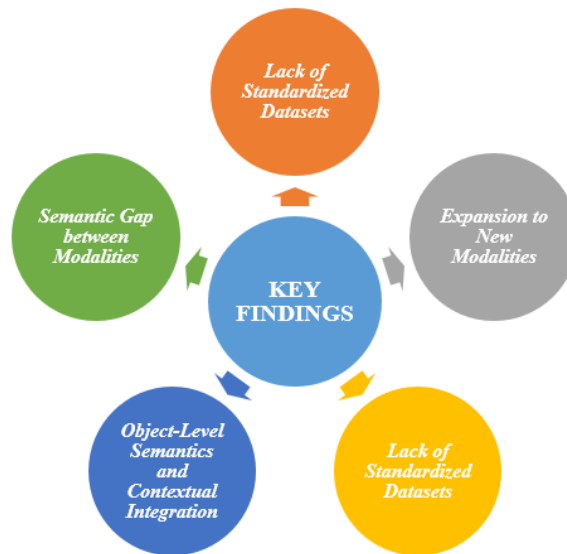 Lack of
Standardized
Datasets
Semantic Gap
between
Modalities
Expansion to
New
Modalities
KEY
FINDINGS
Object-Level
Semantics
and
Contextual
Integration
Lack of
Standardized
Datasets